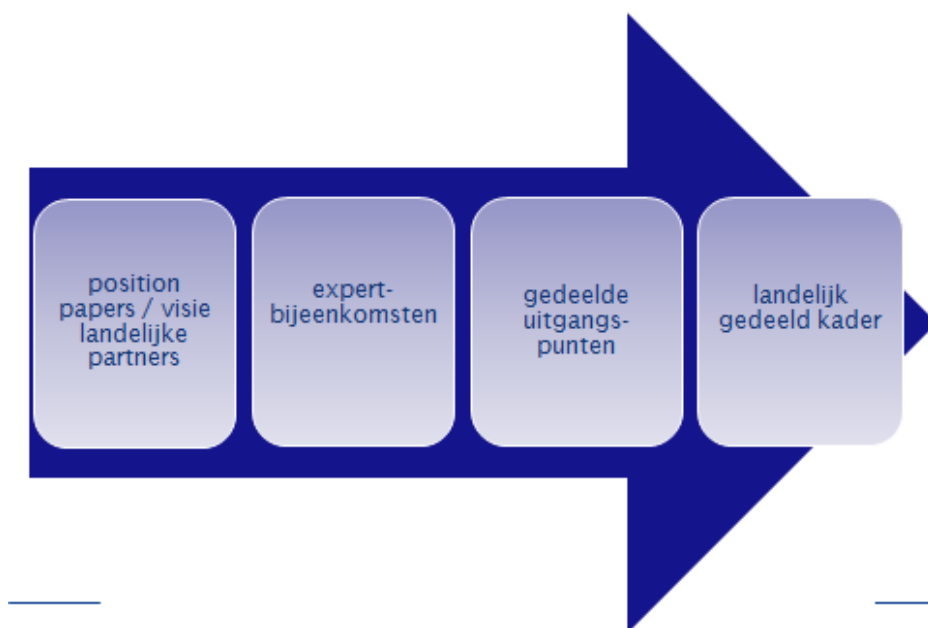 position
papers / visie
landelijke
partners
expert-
bijeenkomsten
gedeelde
uitgangs-
punten
landelijk
gedeeld kader